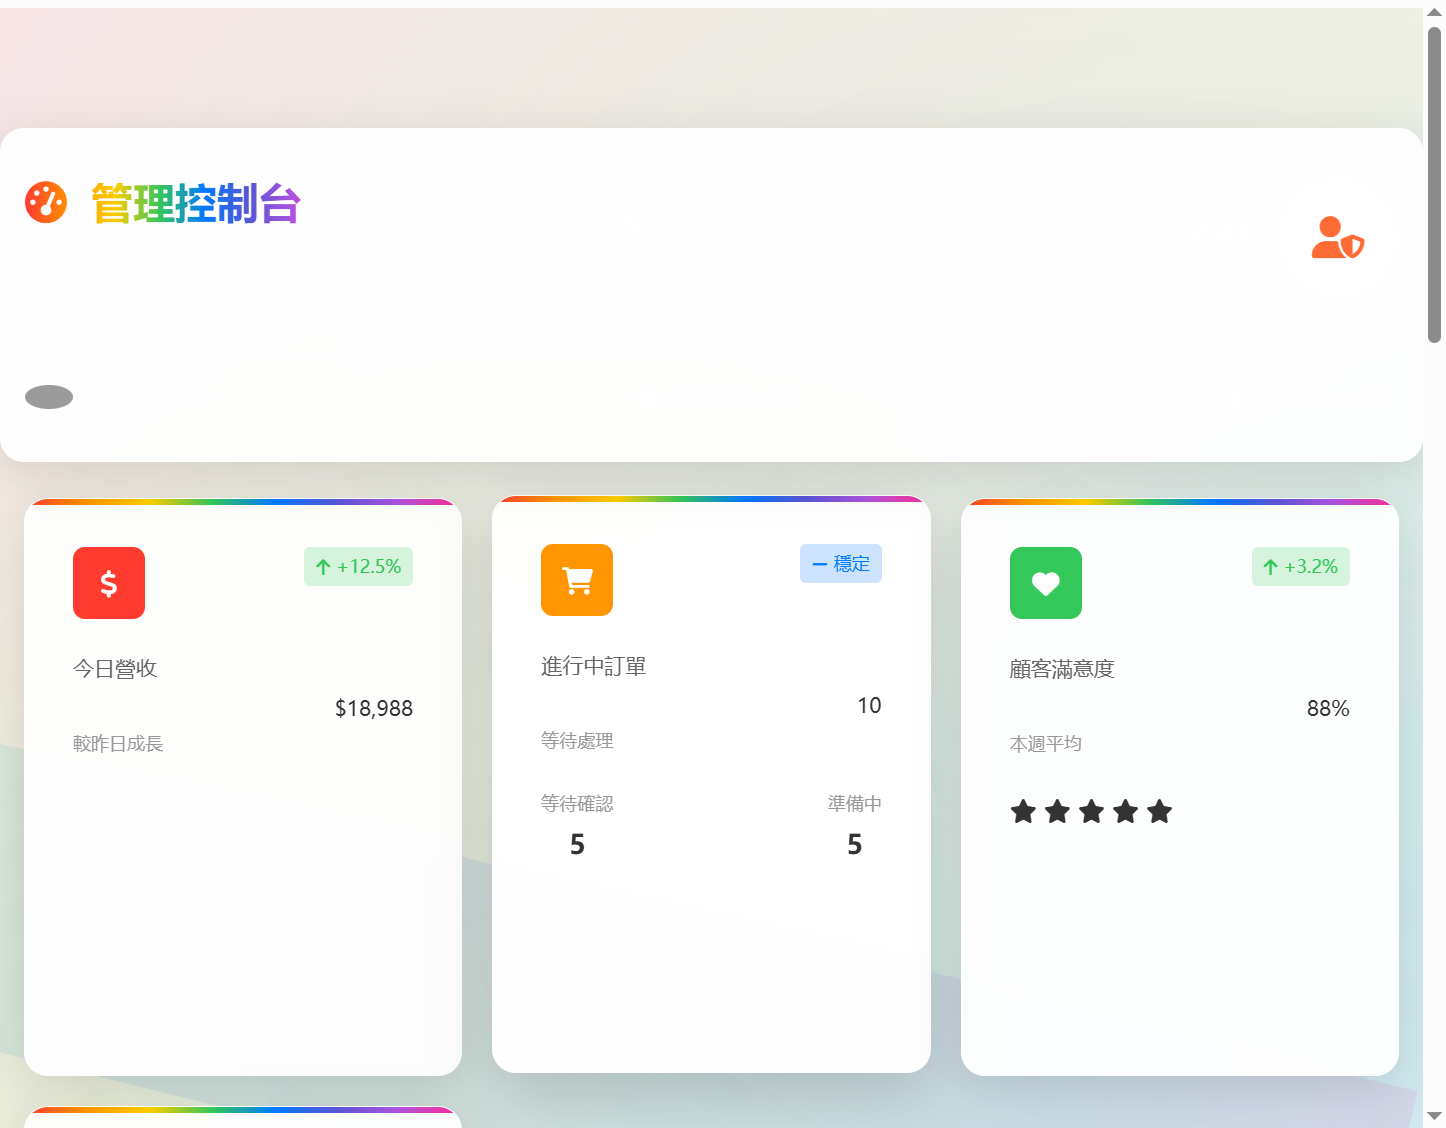 管理控制台
+12.5%
今日營收
$18,988
較昨日成長
穩定
進行中訂單
10
等待處理
等待確認
準備中
5
5
+3.2%
顧客滿意度
88%
本週平均